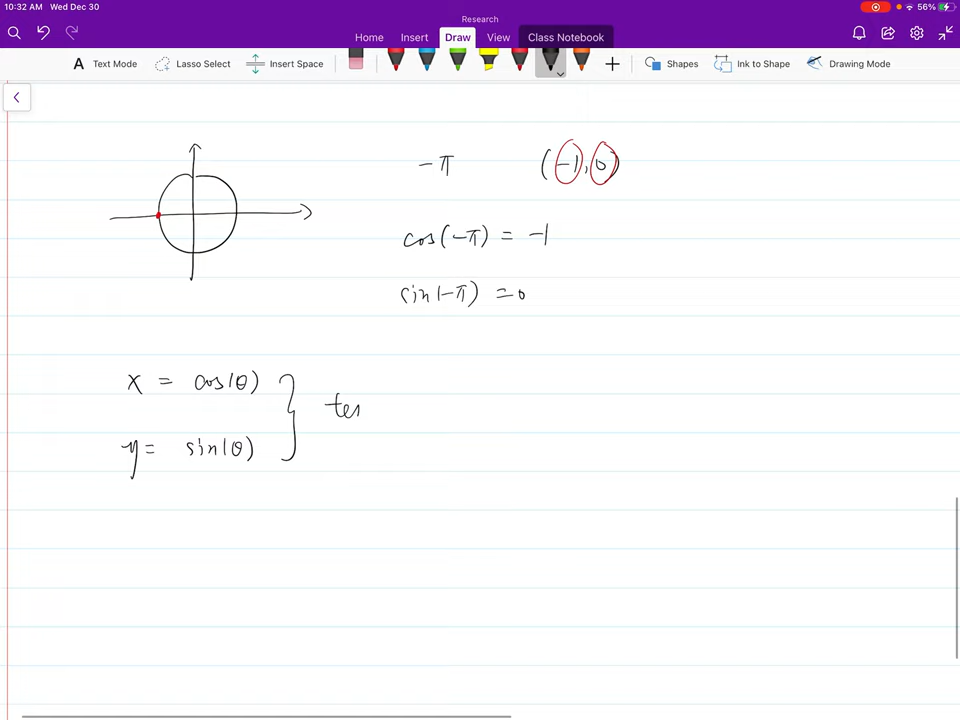 10:32 AM Wed Dec 30
56%
Research
Home Insert Draw View Class Notebook
Text Mode Lasso Select Insert Space Shapes Ink to Shape Drawing Mode
-π (-1, 0)
cos(-π) = -1
sin(-π) = 0
x = cos(θ)
y = sin(θ)
ter